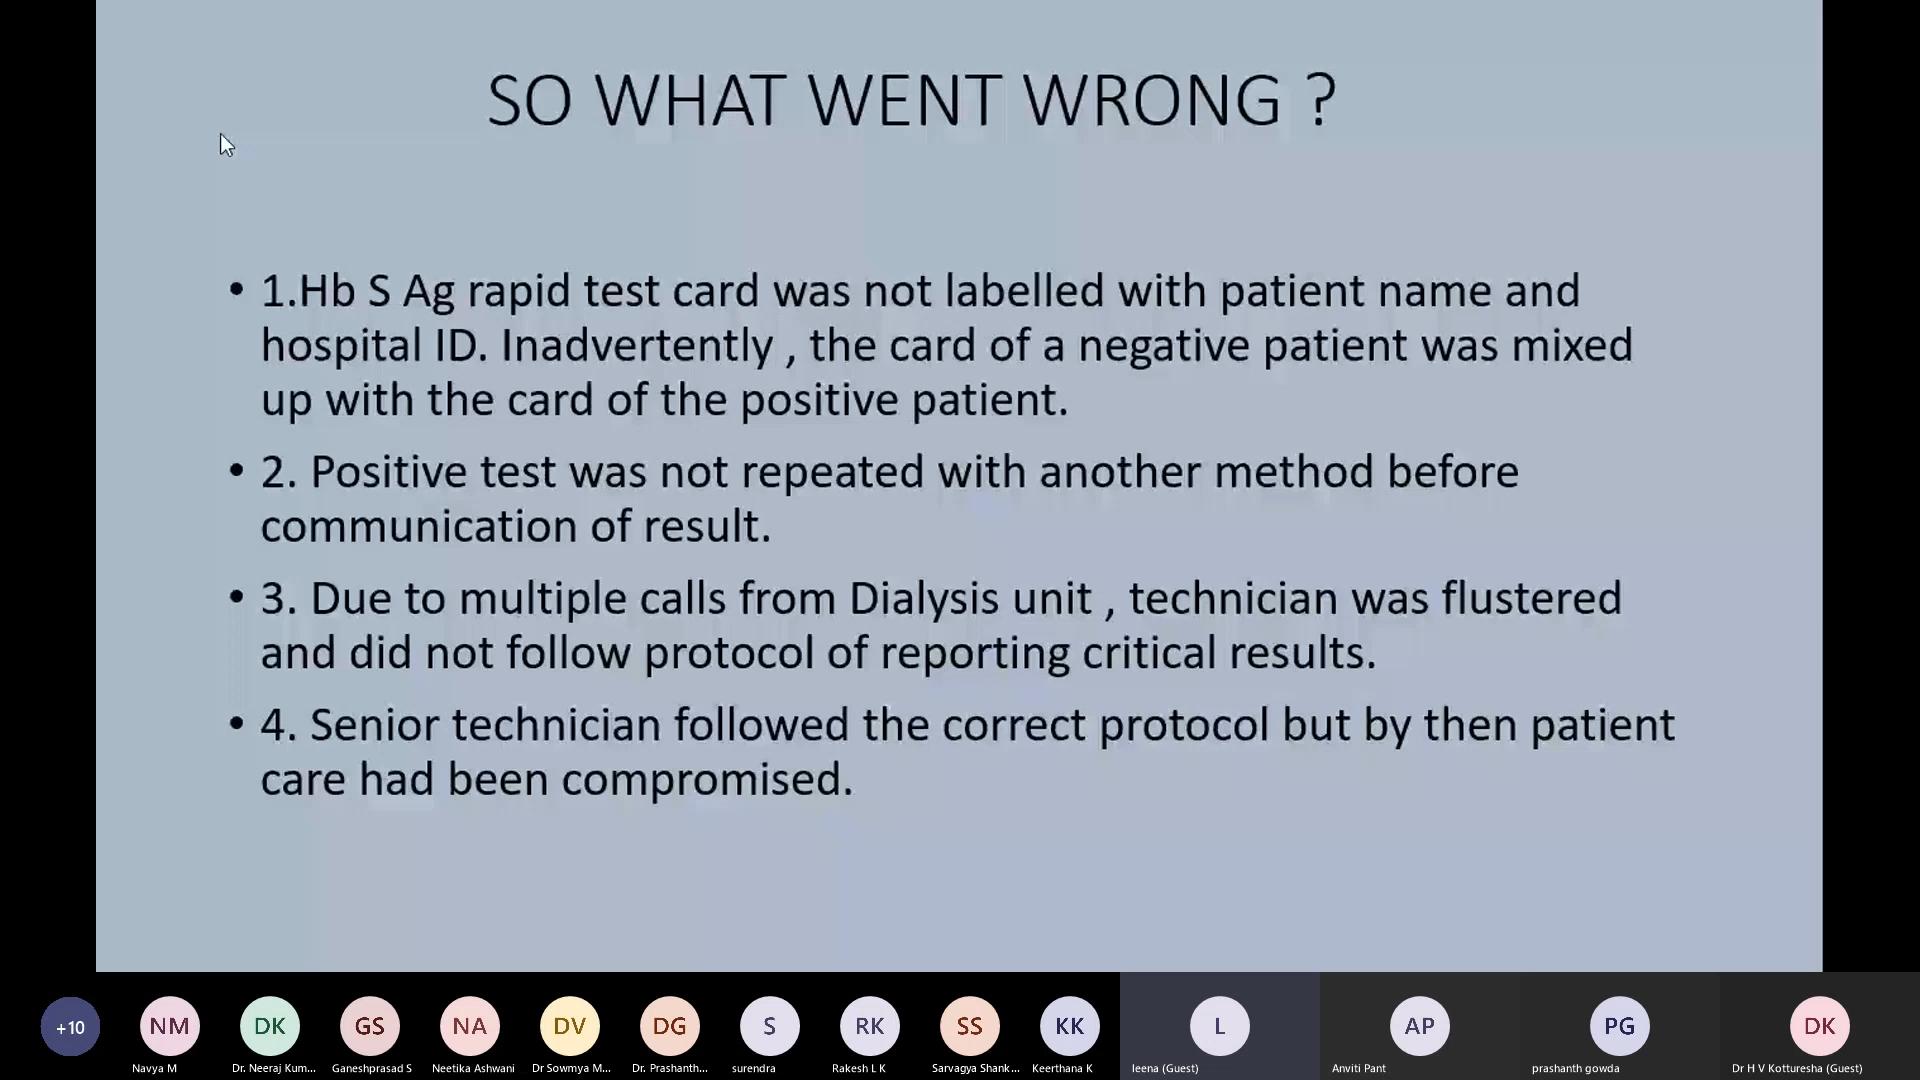 SO WHAT WENT WRONG ?
• 1.Hb S Ag rapid test card was not labelled with patient name and
hospital ID. Inadvertently , the card of a negative patient was mixed
up with the card of the positive patient.
• 2. Positive test was not repeated with another method before
communication of result.
• 3. Due to multiple calls from Dialysis unit , technician was flustered
and did not follow protocol of reporting critical results.
• 4. Senior technician followed the correct protocol but by then patient
care had been compromised.
+10 NM DK GS NA DV DG S RK SS KK L AP PG DK
Navya M Dr. Neeraj Kum... Ganeshprasad S Neetika Ashwani Dr Sowmya M... Dr. Prashanth... surendra Rakesh L K Sarvagya Shank... Keerthana K leena (Guest) Anviti Pant prashanth gowda Dr H V Kotturesha (Guest)